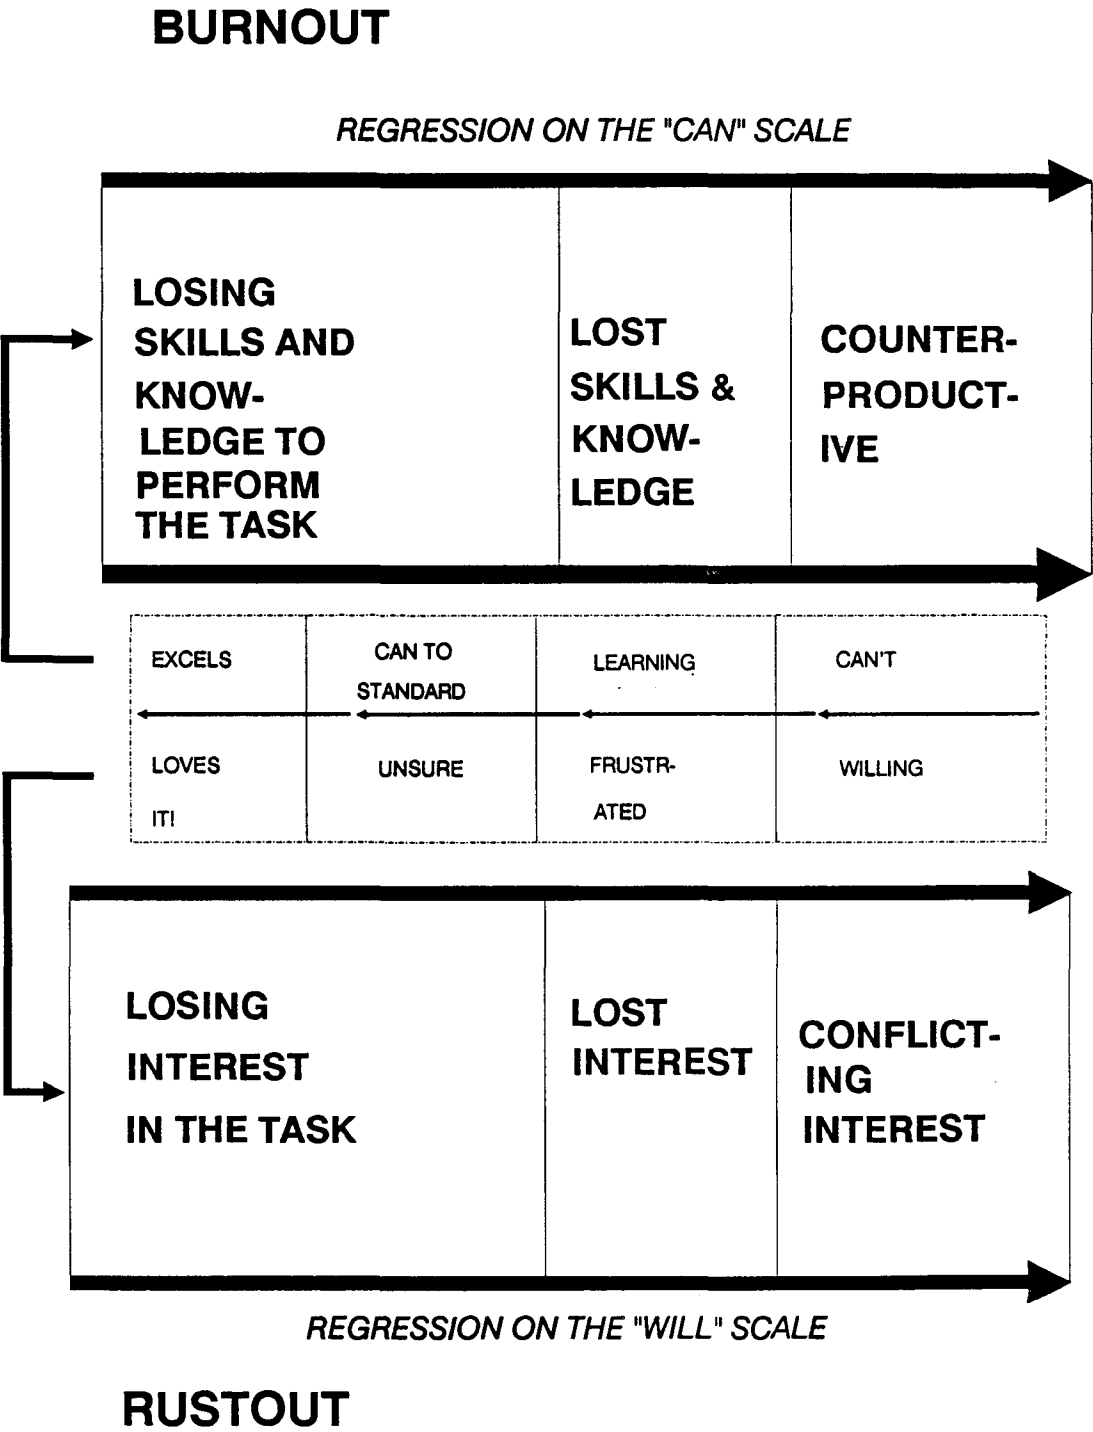 BURNOUT
REGRESSION ON THE "CAN" SCALE
LOSING
SKILLS AND
KNOW-
LEDGE TO
PERFORM
THE TASK
LOST
SKILLS &
KNOW-
LEDGE
COUNTER-
PRODUCT-
IVE
EXCELS
CAN TO
STANDARD
LEARNING
CAN'T
LOVES
IT!
UNSURE
FRUSTR-
ATED
WILLING
LOSING
INTEREST
IN THE TASK
LOST
INTEREST
CONFLICT-
ING
INTEREST
REGRESSION ON THE "WILL" SCALE
RUSTOUT